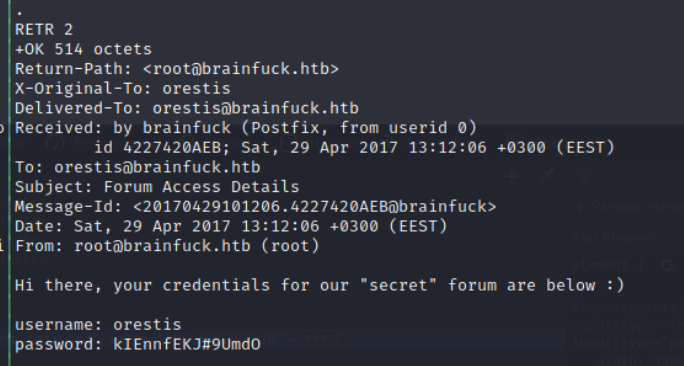 .
RETR 2
+OK 514 octets
Return-Path: <root@brainfuck.htb>
X-Original-To: orestis
Delivered-To: orestis@brainfuck.htb
Received: by brainfuck (Postfix, from userid 0)
id 4227420AEB; Sat, 29 Apr 2017 13:12:06 +0300 (EEST)
To: orestis@brainfuck.htb
Subject: Forum Access Details
Message-Id: <20170429101206.4227420AEB@brainfuck>
Date: Sat, 29 Apr 2017 13:12:06 +0300 (EEST)
From: root@brainfuck.htb (root)
Hi there, your credentials for our "secret" forum are below :)
username: orestis
password: kIEnnfEKJ#9UmdO